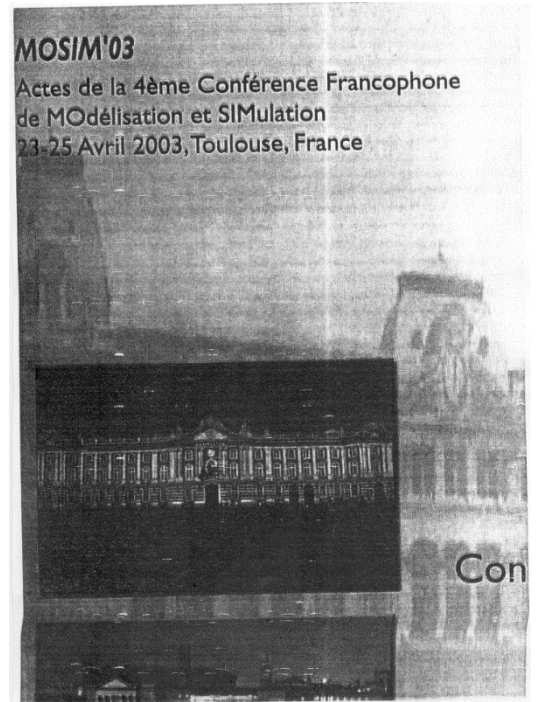 MOSIM'03
Actes de la 4ème Conférence Francophone
de MOdélisation et SIMulation
23-25 Avril 2003, Toulouse, France
Con